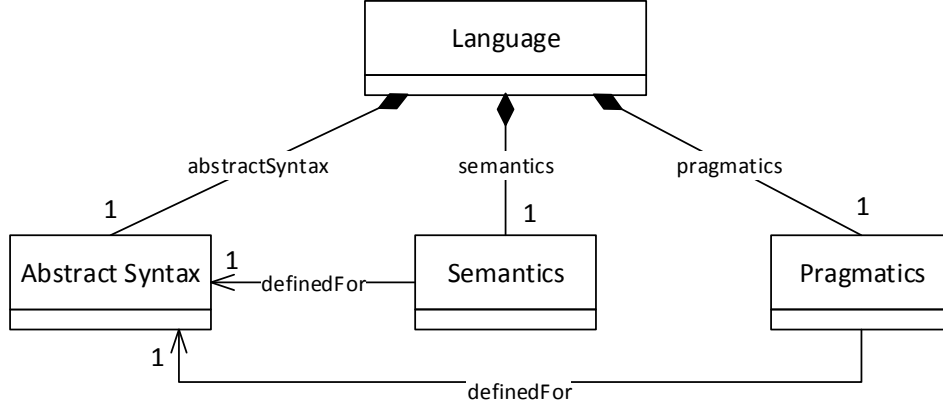 Language
abstractSyntax
semantics
pragmatics
1
1
1
Abstract Syntax
1
definedFor
Semantics
Pragmatics
1
definedFor